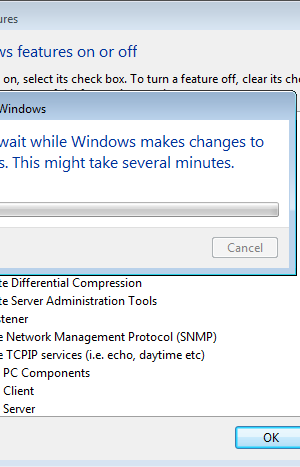 ures
ws features on or off
on, select its check box. To turn a feature off, clear its che
Windows
wait while Windows makes changes to
s. This might take several minutes.
Cancel
te Differential Compression
te Server Administration Tools
stener
e Network Management Protocol (SNMP)
e TCPIP services (i.e. echo, daytime etc)
PC Components
Client
Server
OK